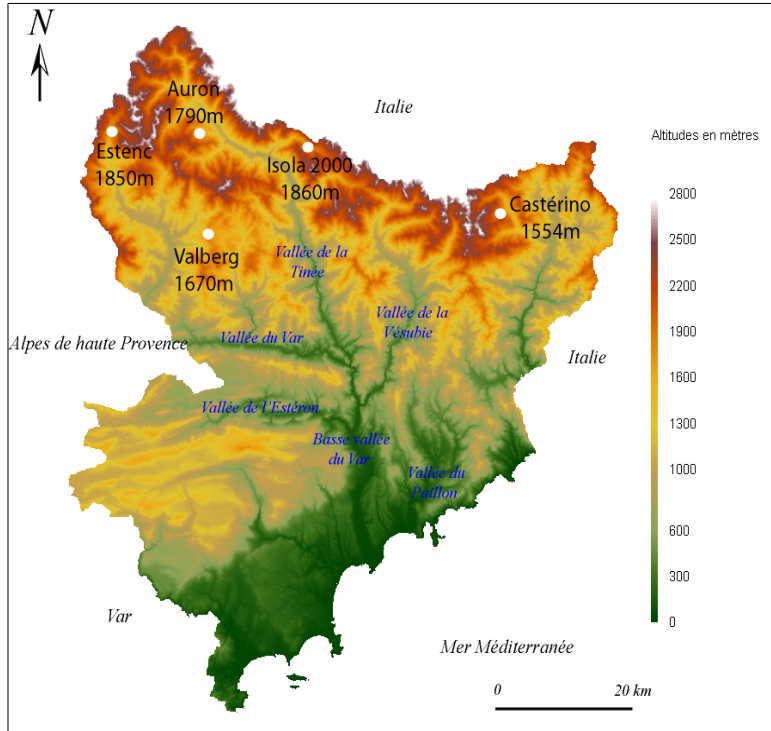 N
Auron
1790m
Italie
Altitudes en mètres
Estenc
1850m
Isola 2000
1860m
Castérino
1554m
Valberg
1670m
Vallée de la
Tinée
Vallée de la
Vésubie
Vallée du Var
Alpes de haute Provence
Italie
Vallée de l'Estéron
Basse vallée
du Var
Vallée du
Paillon
2800
2500
2200
1900
1600
1300
1000
600
300
0
Var
Mer Méditerranée
0
20 km